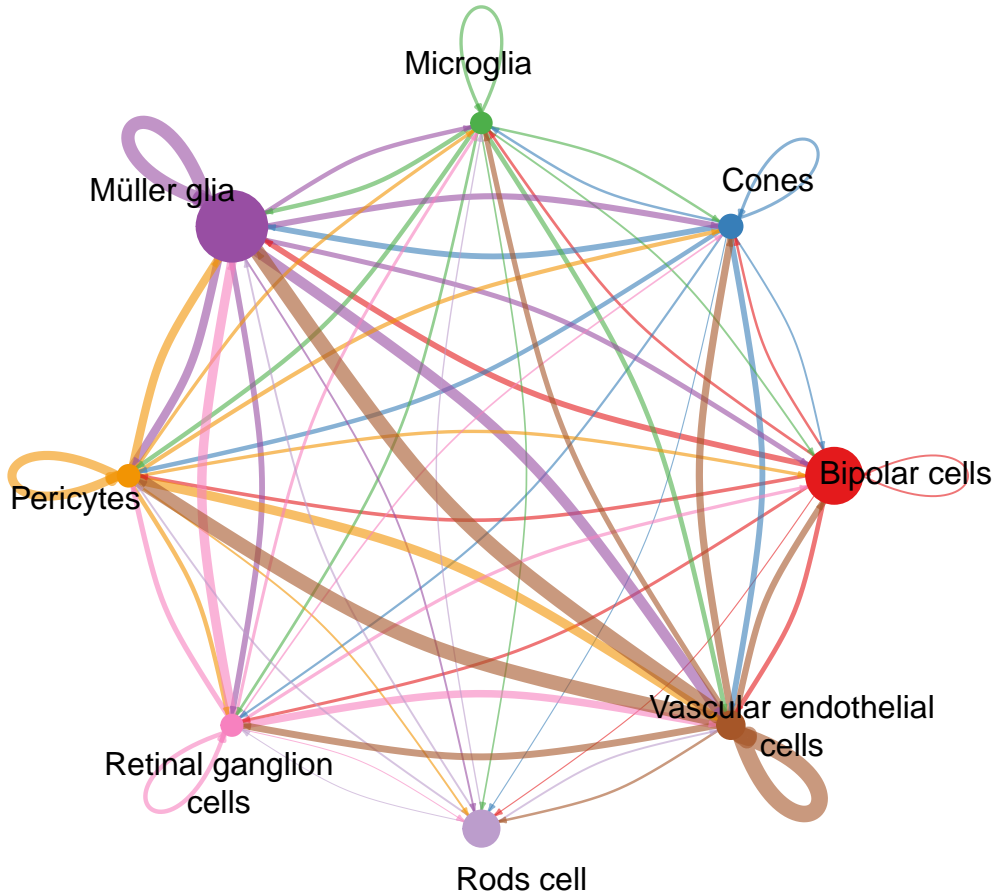 Microglia
Cones
Müller glia
Bipolar cells
Pericytes
Vascular endothelial
cells
Retinal ganglion
cells
Rods cell